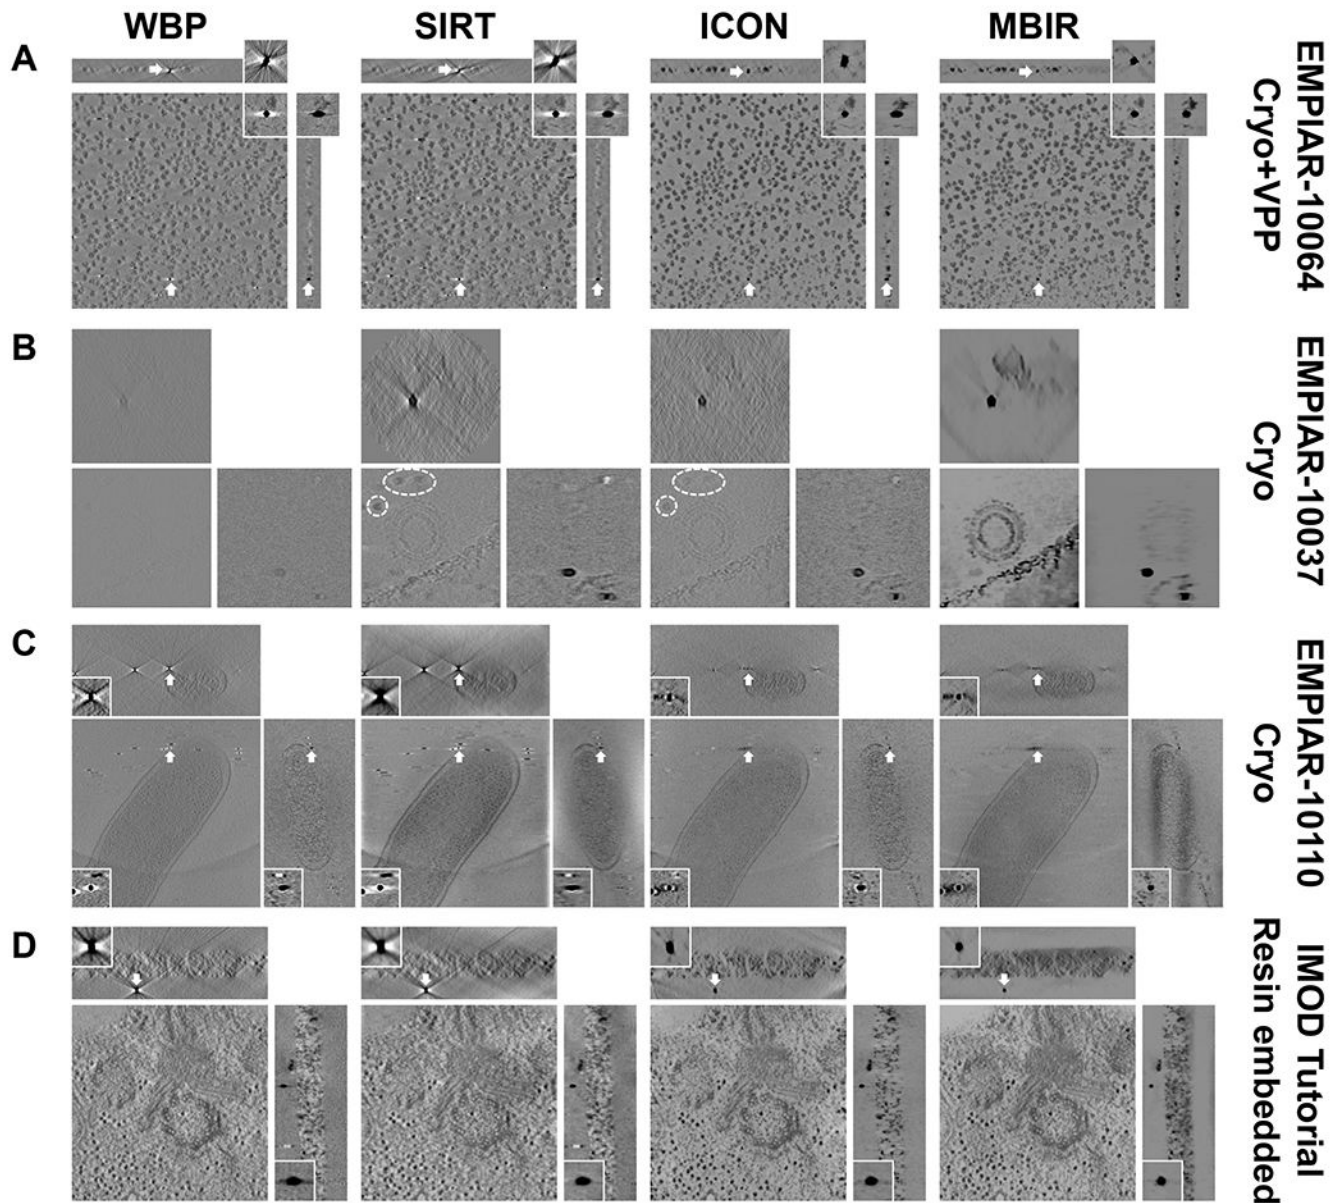 WBP SIRT ICON MBIR
A
EMPIAR-10064
Cryo+VPP
B
EMPIAR-10037
Cryo
C
EMPIAR-10110
Cryo
D
IMOD Tutorial
Resin embedded